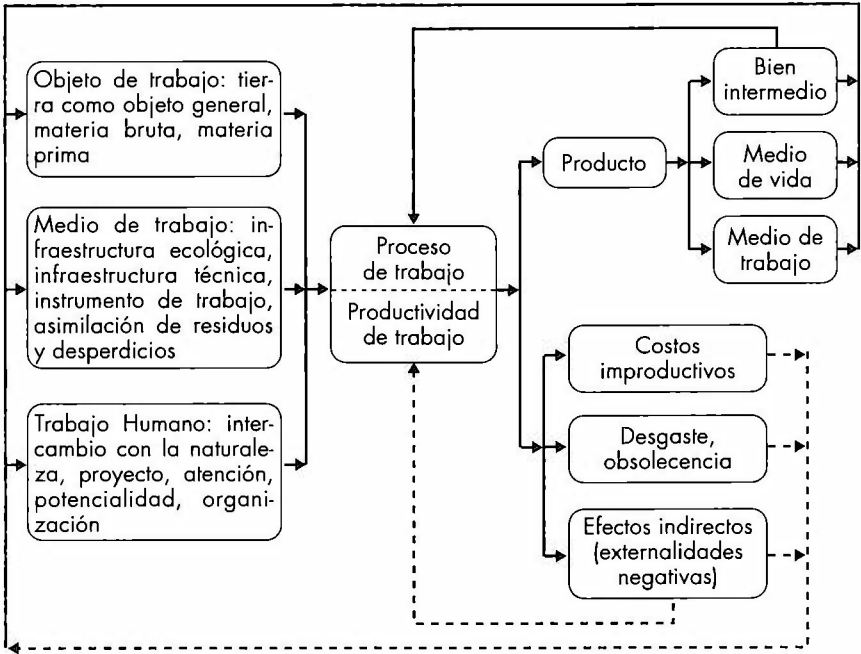 Objeto de trabajo: tie-
rra como objeto general,
materia bruta, materia
prima
Medio de trabajo: in-
fraestructura ecológica,
infraestructura técnica,
instrumento de trabajo,
asimilación de residuos
y desperdicios
Trabajo Humano: inter-
cambio con la naturale-
za, proyecto, atención,
potencialidad, organi-
zación
Proceso
de trabajo
Productividad
de trabajo
Producto
Bien
intermedio
Medio
de vida
Medio de
trabajo
Costos
improductivos
Desgaste,
obsolecencia
Efectos indirectos
(externalidades
negativas)